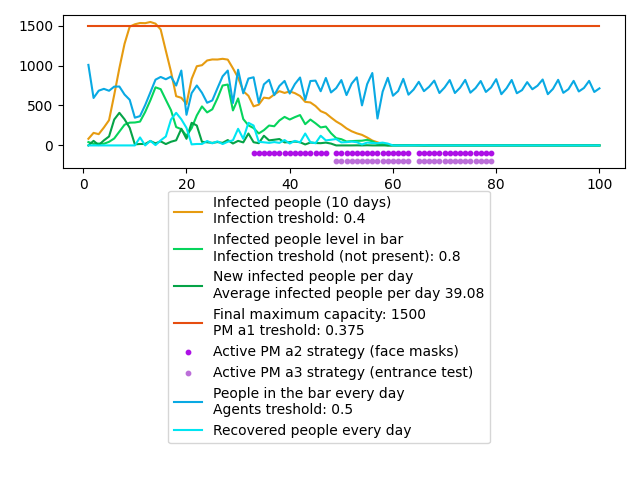 1500
1000
500
0
0 20 40 60 80 100
Infected people (10 days)
Infection treshold: 0.4
Infected people level in bar
Infection treshold (not present): 0.8
New infected people per day
Average infected people per day 39.08
Final maximum capacity: 1500
PM a1 treshold: 0.375
Active PM a2 strategy (face masks)
Active PM a3 strategy (entrance test)
People in the bar every day
Agents treshold: 0.5
Recovered people every day